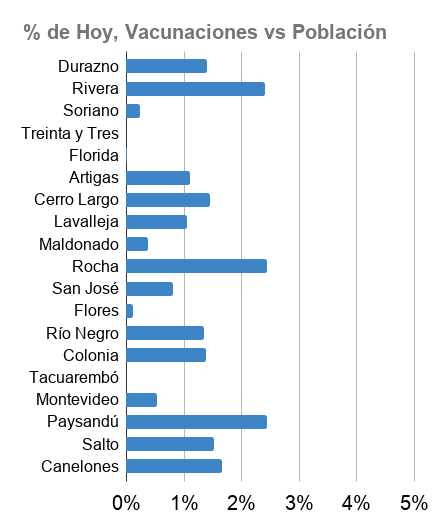 % de Hoy, Vacunaciones vs Población
Durazno
Rivera
Soriano
Treinta y Tres
Florida
Artigas
Cerro Largo
Lavalleja
Maldonado
Rocha
San José
Flores
Río Negro
Colonia
Tacuarembó
Montevideo
Paysandú
Salto
Canelones
0% 1% 2% 3% 4% 5%